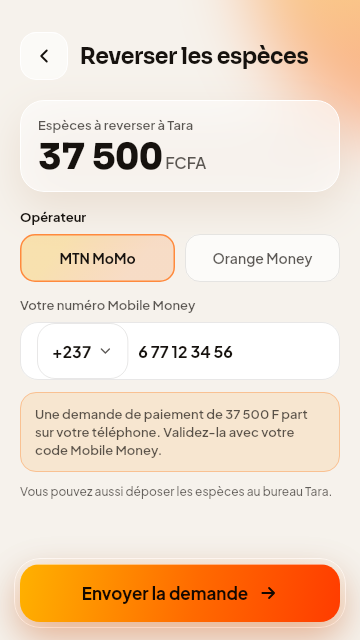 Reverser les espèces
Espèces à reverser à Tara
37 500 FCFA
Opérateur
MTN MoMo
Orange Money
Votre numéro Mobile Money
+237
6 77 12 34 56
Une demande de paiement de 37 500 F part
sur votre téléphone. Validez-la avec votre
code Mobile Money.
Vous pouvez aussi déposer les espèces au bureau Tara.
Envoyer la demande →